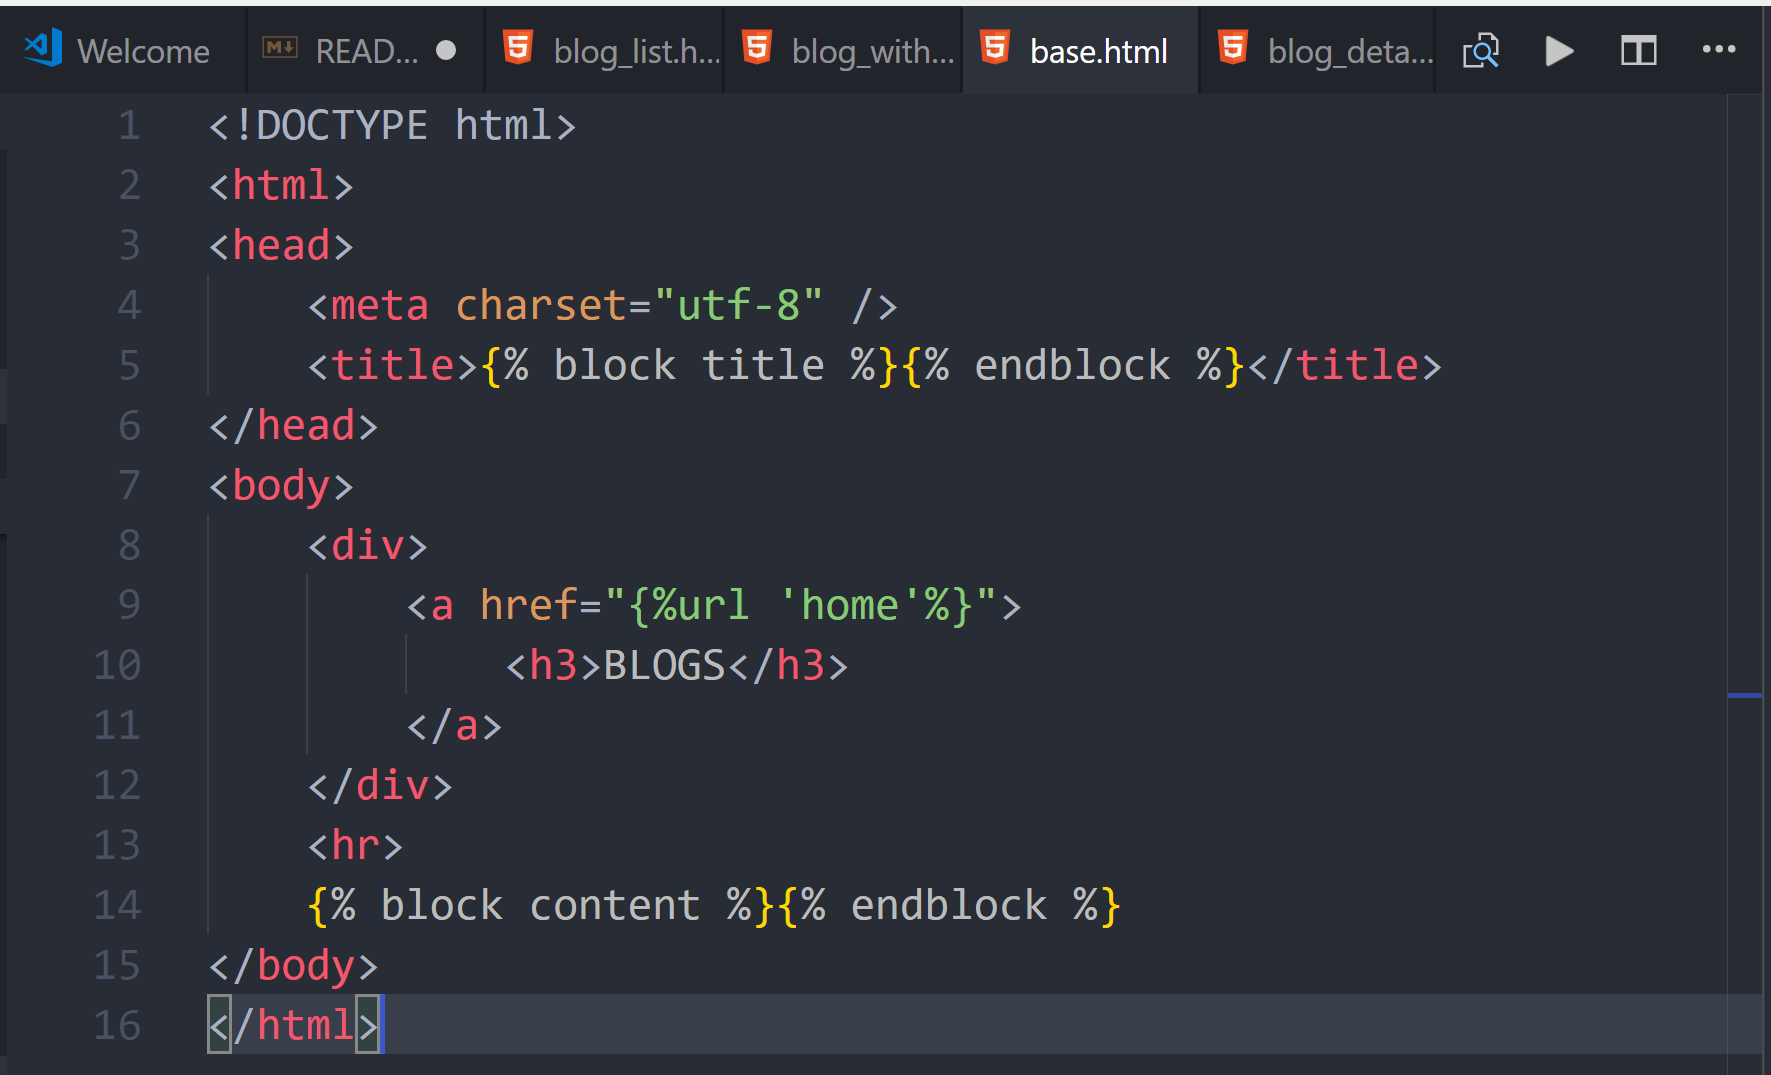 Welcome READ... blog_list.h... blog_with... base.html blog_deta...
1 <!DOCTYPE html>
2 <html>
3 <head>
4     <meta charset="utf-8" />
5     <title>{% block title %}{% endblock %}</title>
6 </head>
7 <body>
8     <div>
9         <a href="{%url 'home'%}">
10             <h3>BLOGS</h3>
11         </a>
12     </div>
13     <hr>
14     {% block content %}{% endblock %}
15 </body>
16 </html>